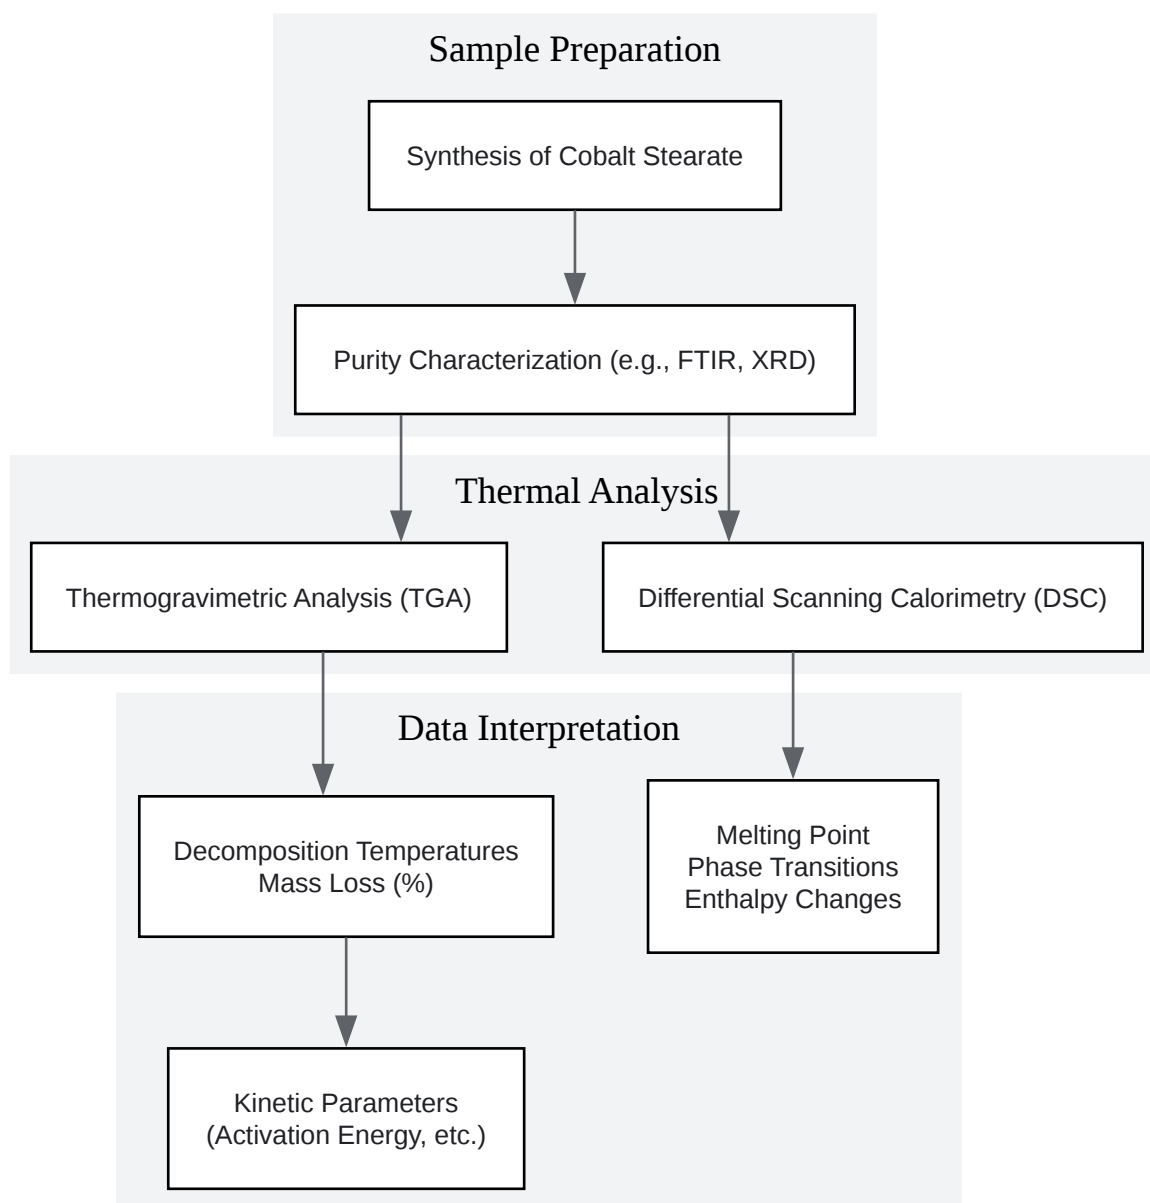 Sample Preparation
Synthesis of Cobalt Stearate
Purity Characterization (e.g., FTIR, XRD)
Thermal Analysis
Thermogravimetric Analysis (TGA)
Differential Scanning Calorimetry (DSC)
Data Interpretation
Decomposition Temperatures
Mass Loss (%)
Melting Point
Phase Transitions
Enthalpy Changes
Kinetic Parameters
(Activation Energy, etc.)